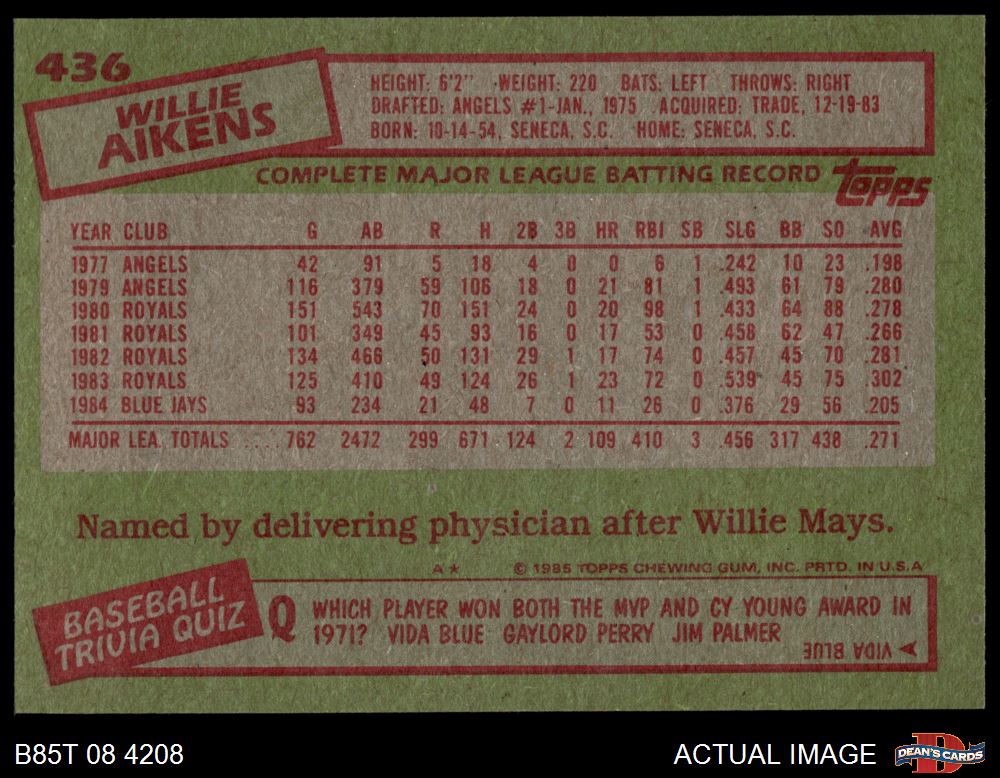 436
WILLIE
AIKENS
HEIGHT: 6'2" WEIGHT: 220 BATS: LEFT THROWS: RIGHT
DRAFTED: ANGELS #1-JAN., 1975 ACQUIRED: TRADE, 12-19-83
BORN: 10-14-54, SENECA, S.C. HOME: SENECA, S.C.
COMPLETE MAJOR LEAGUE BATTING RECORD topps
YEAR CLUB G AB R H 2B 3B HR RBI SB SLG BB SO AVG
1977 ANGELS 42 91 5 18 4 0 0 6 1 .242 10 23 .198
1979 ANGELS 116 379 59 106 18 0 21 81 1 .493 61 79 .280
1980 ROYALS 151 543 70 151 24 0 20 98 1 .433 64 88 .278
1981 ROYALS 101 349 45 93 16 0 17 53 0 .458 62 47 .266
1982 ROYALS 134 466 50 131 29 1 17 74 0 .457 45 70 .281
1983 ROYALS 125 410 49 124 26 1 23 72 0 .539 45 75 .302
1984 BLUE JAYS 93 234 21 48 7 0 11 26 0 .376 29 56 .205
MAJOR LEA. TOTALS .... 762 2472 299 671 124 2 109 410 3 .456 317 438 .271
Named by delivering physician after Willie Mays.
A★ © 1985 TOPPS CHEWING GUM, INC. PRTD. IN U.S.A
BASEBALL
TRIVIA QUIZ
Q WHICH PLAYER WON BOTH THE MVP AND CY YOUNG AWARD IN
1971? VIDA BLUE GAYLORD PERRY JIM PALMER
VIDA BLUE
B85T 08 4208 ACTUAL IMAGE DEAN'S CARDS